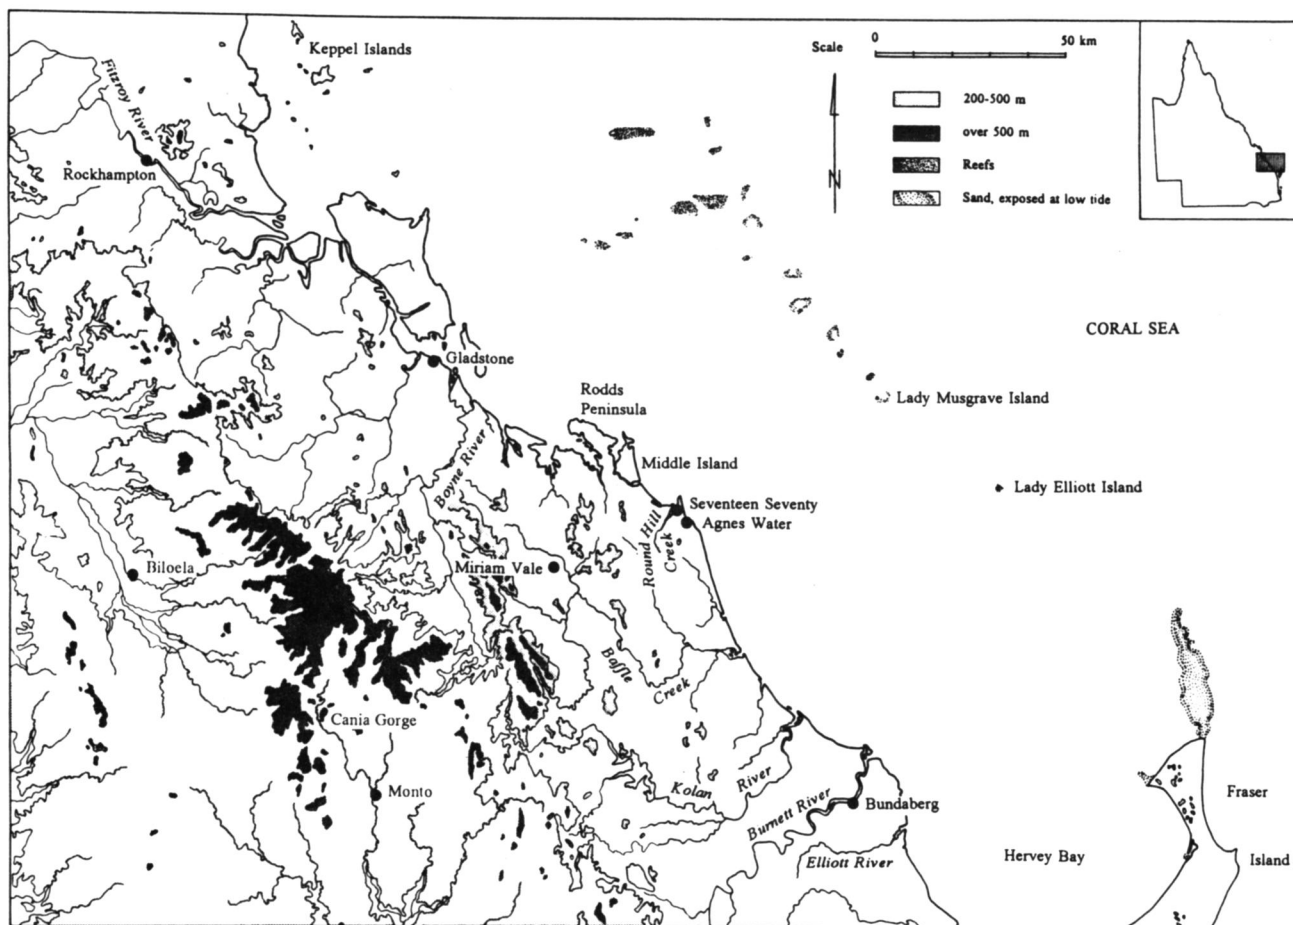 Keppel Islands
Scale
0
50 km
200-500 m
over 500 m
Reefs
Sand, exposed at low tide
N
Fitzroy River
Rockhampton
CORAL SEA
Gladstone
Rodds
Peninsula
Lady Musgrave Island
Boyne River
Middle Island
Lady Elliott Island
Seventeen Seventy
Agnes Water
Round Hill
Creek
Biloela
Miriam Vale
Baffle
Creek
Cania Gorge
Monto
Kolan
River
Burnett River
Bundaberg
Elliott River
Hervey Bay
Fraser
Island